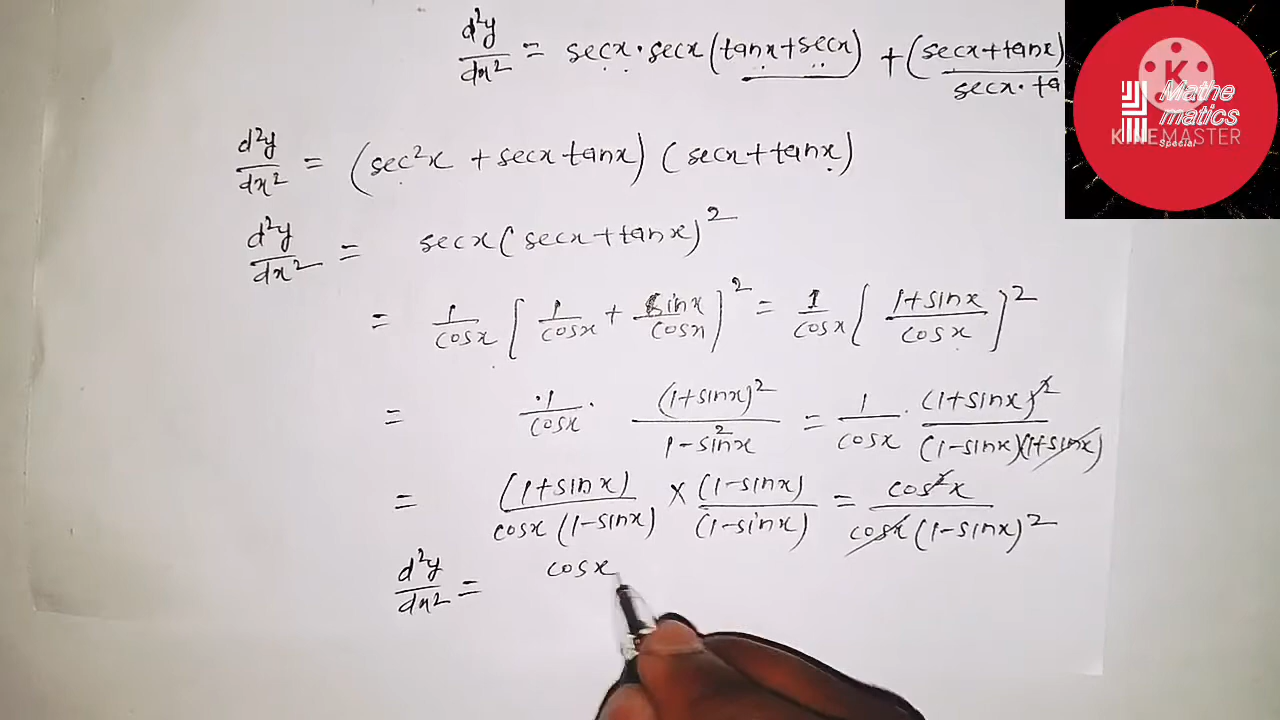 d²y/dx² = secx·secx(tanx+secx) + (secx+tanx)
secx·ta
d²y/dx² = (sec²x + secx tanx) (secx+tanx)
d²y/dx² = secx(secx+tanx)²
= 1/cosx [1/cosx + sinx/cosx]² = 1/cosx [(1+sinx)/cosx]²
= 1/cosx · (1+sinx)²/(1-sin²x) = 1/cosx · (1+sinx)²/((1-sinx)(1+sinx))
= (1+sinx)/(cosx(1-sinx)) × (1-sinx)/(1-sinx) = cos²x/(cosx(1-sinx)²)
d²y/dx² = cosx
K
Mathe
matics
KINEMASTER
Special